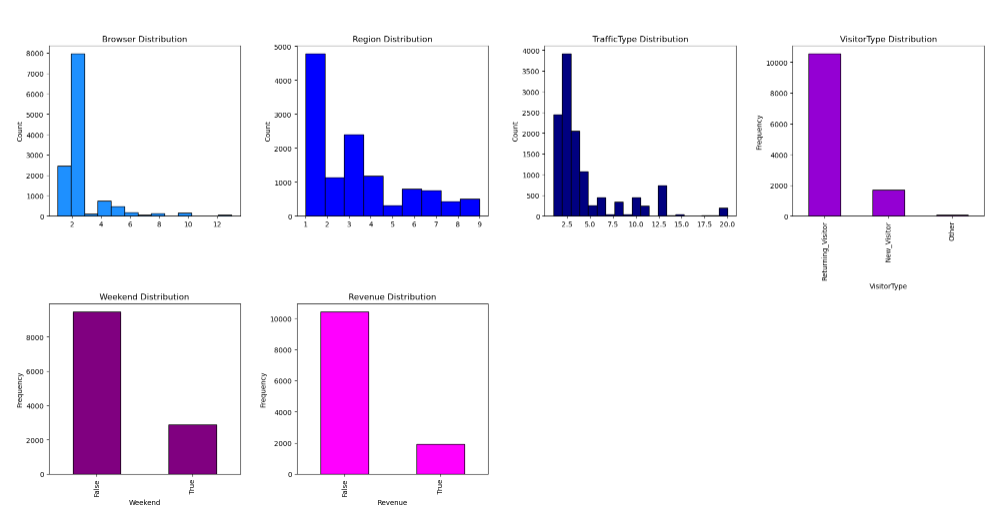 Browser Distribution
Count
8000
7000
6000
5000
4000
3000
2000
1000
0
2
4
6
8
10
12
Region Distribution
Count
5000
4000
3000
2000
1000
0
1
2
3
4
5
6
7
8
9
TrafficType Distribution
Count
4000
3500
3000
2500
2000
1500
1000
500
0
2.5
5.0
7.5
10.0
12.5
15.0
17.5
20.0
VisitorType Distribution
Frequency
10000
8000
6000
4000
2000
0
Returning_Visitor
New_Visitor
Other
VisitorType
Weekend Distribution
Frequency
8000
6000
4000
2000
0
False
True
Weekend
Revenue Distribution
Frequency
10000
8000
6000
4000
2000
0
False
True
Revenue